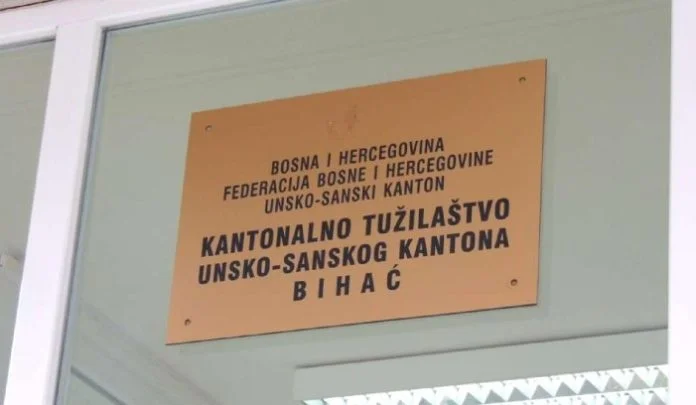 BOSNA I HERCEGOVINA
FEDERACIJA BOSNE I HERCEGOVINE
UNSKO-SANSKI KANTON
KANTONALNO TUŽILAŠTVO
UNSKO-SANSKOG KANTONA
BIHAĆ